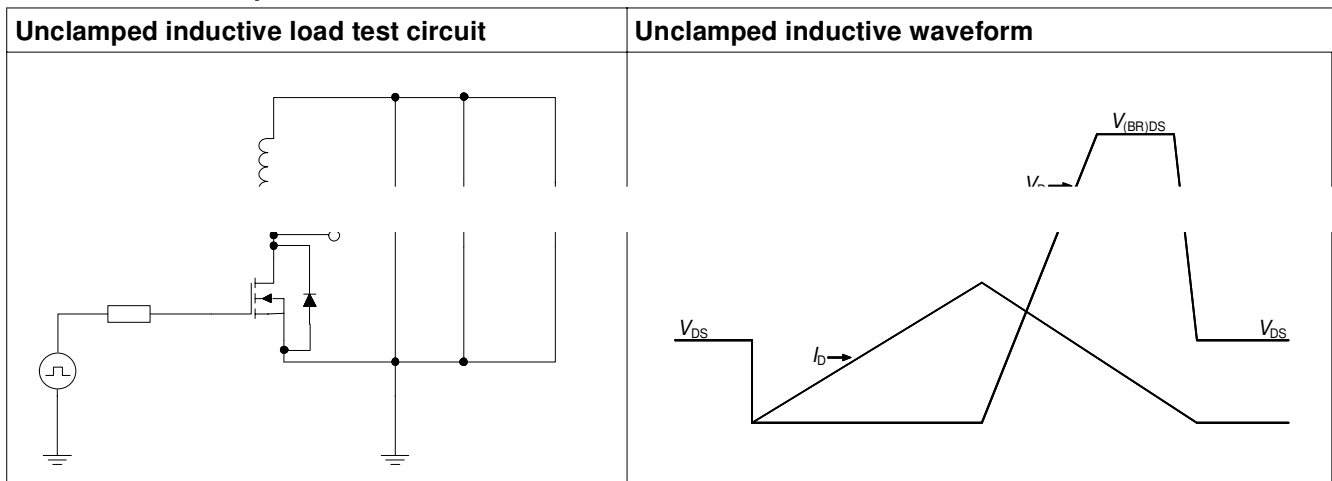 Unclamped inductive load test circuit
Unclamped inductive waveform
V(BR)DS
VDS
ID
VDS